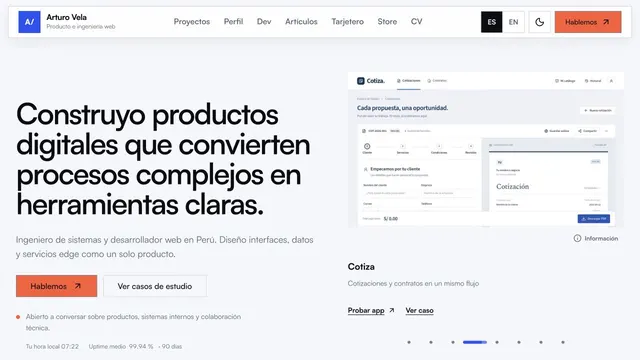 A/
Arturo Vela
Producto e ingeniería web
Proyectos
Perfil
Dev
Artículos
Tarjetero
Store
CV
ES
EN
Hablemos
Construyo productos
digitales que convierten
procesos complejos en
herramientas claras.
Ingeniero de sistemas y desarrollador web en Perú. Diseño interfaces, datos
y servicios edge como un solo producto.
Hablemos
Ver casos de estudio
Abierto a conversar sobre productos, sistemas internos y colaboración
técnica.
Tu hora local 07:22
Uptime medio 99.94 % · 90 días
Cotiza.
Cada propuesta, una oportunidad.
Empecemos por tu cliente
Cotización
S/ 0.00
Información
Cotiza
Cotizaciones y contratos en un mismo flujo
Probar app
Ver caso